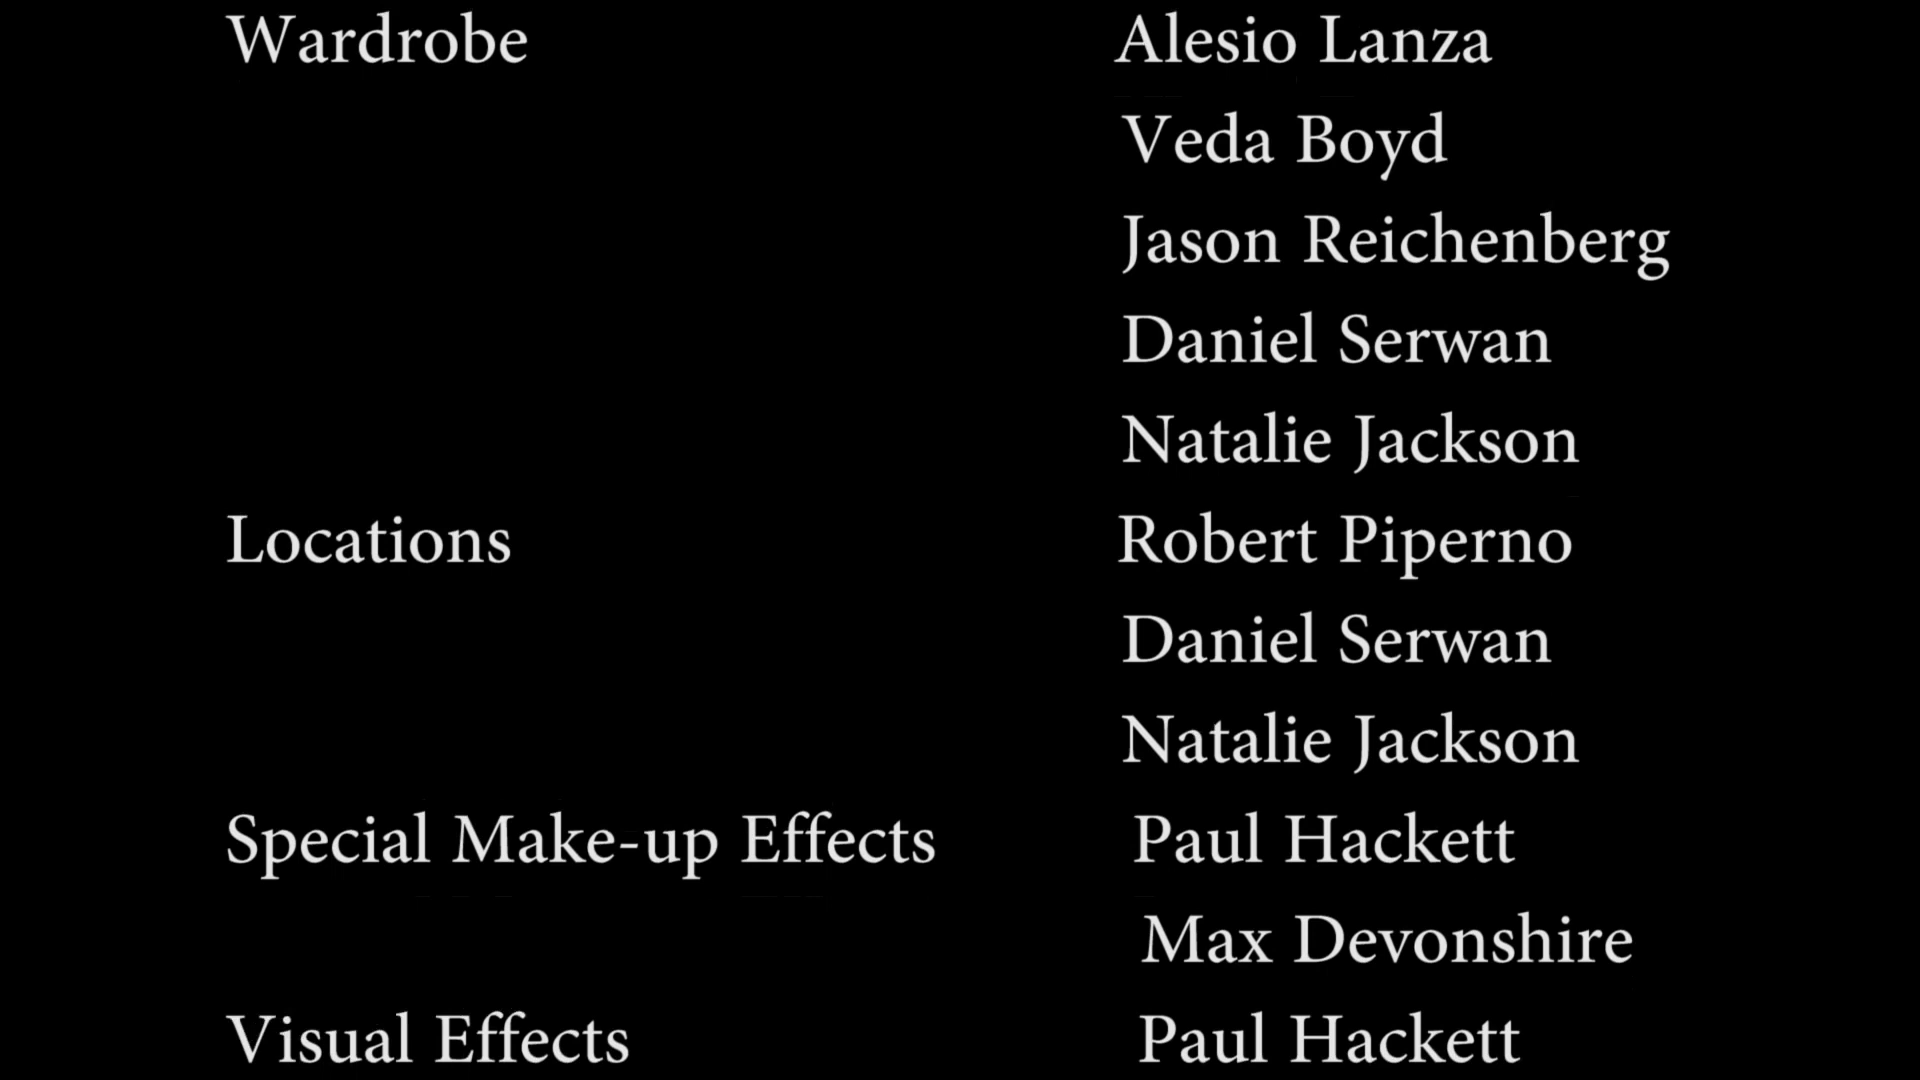 Wardrobe Alesio Lanza
Veda Boyd
Jason Reichenberg
Daniel Serwan
Natalie Jackson
Locations Robert Piperno
Daniel Serwan
Natalie Jackson
Special Make-up Effects Paul Hackett
Max Devonshire
Visual Effects Paul Hackett